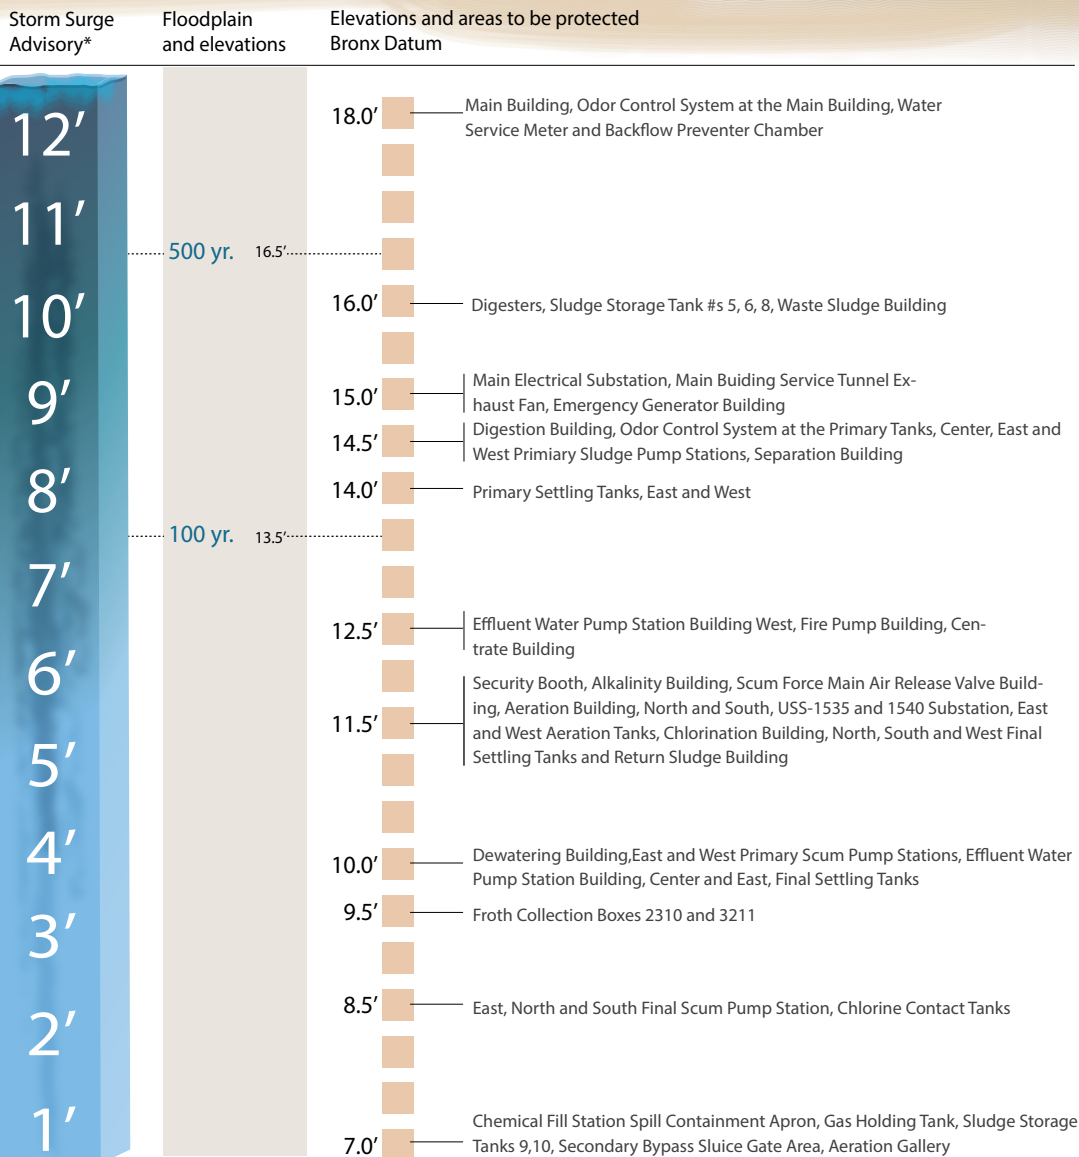 Storm Surge
Advisory*
Floodplain
and elevations
Elevations and areas to be protected
Bronx Datum
12’
11’
10’
9’
8’
7’
6’
5’
4’
3’
2’
1’
500 yr. 16.5’
100 yr. 13.5’
18.0’
Main Building, Odor Control System at the Main Building, Water
Service Meter and Backflow Preventer Chamber
16.0’
Digesters, Sludge Storage Tank #s 5, 6, 8, Waste Sludge Building
15.0’
Main Electrical Substation, Main Buiding Service Tunnel Ex-
haust Fan, Emergency Generator Building
14.5’
Digestion Building, Odor Control System at the Primary Tanks, Center, East and
West Primiary Sludge Pump Stations, Separation Building
14.0’
Primary Settling Tanks, East and West
12.5’
Effluent Water Pump Station Building West, Fire Pump Building, Cen-
trate Building
11.5’
Security Booth, Alkalinity Building, Scum Force Main Air Release Valve Build-
ing, Aeration Building, North and South, USS-1535 and 1540 Substation, East
and West Aeration Tanks, Chlorination Building, North, South and West Final
Settling Tanks and Return Sludge Building
10.0’
Dewatering Building,East and West Primary Scum Pump Stations, Effluent Water
Pump Station Building, Center and East, Final Settling Tanks
9.5’
Froth Collection Boxes 2310 and 3211
8.5’
East, North and South Final Scum Pump Station, Chlorine Contact Tanks
7.0’
Chemical Fill Station Spill Containment Apron, Gas Holding Tank, Sludge Storage
Tanks 9,10, Secondary Bypass Sluice Gate Area, Aeration Gallery